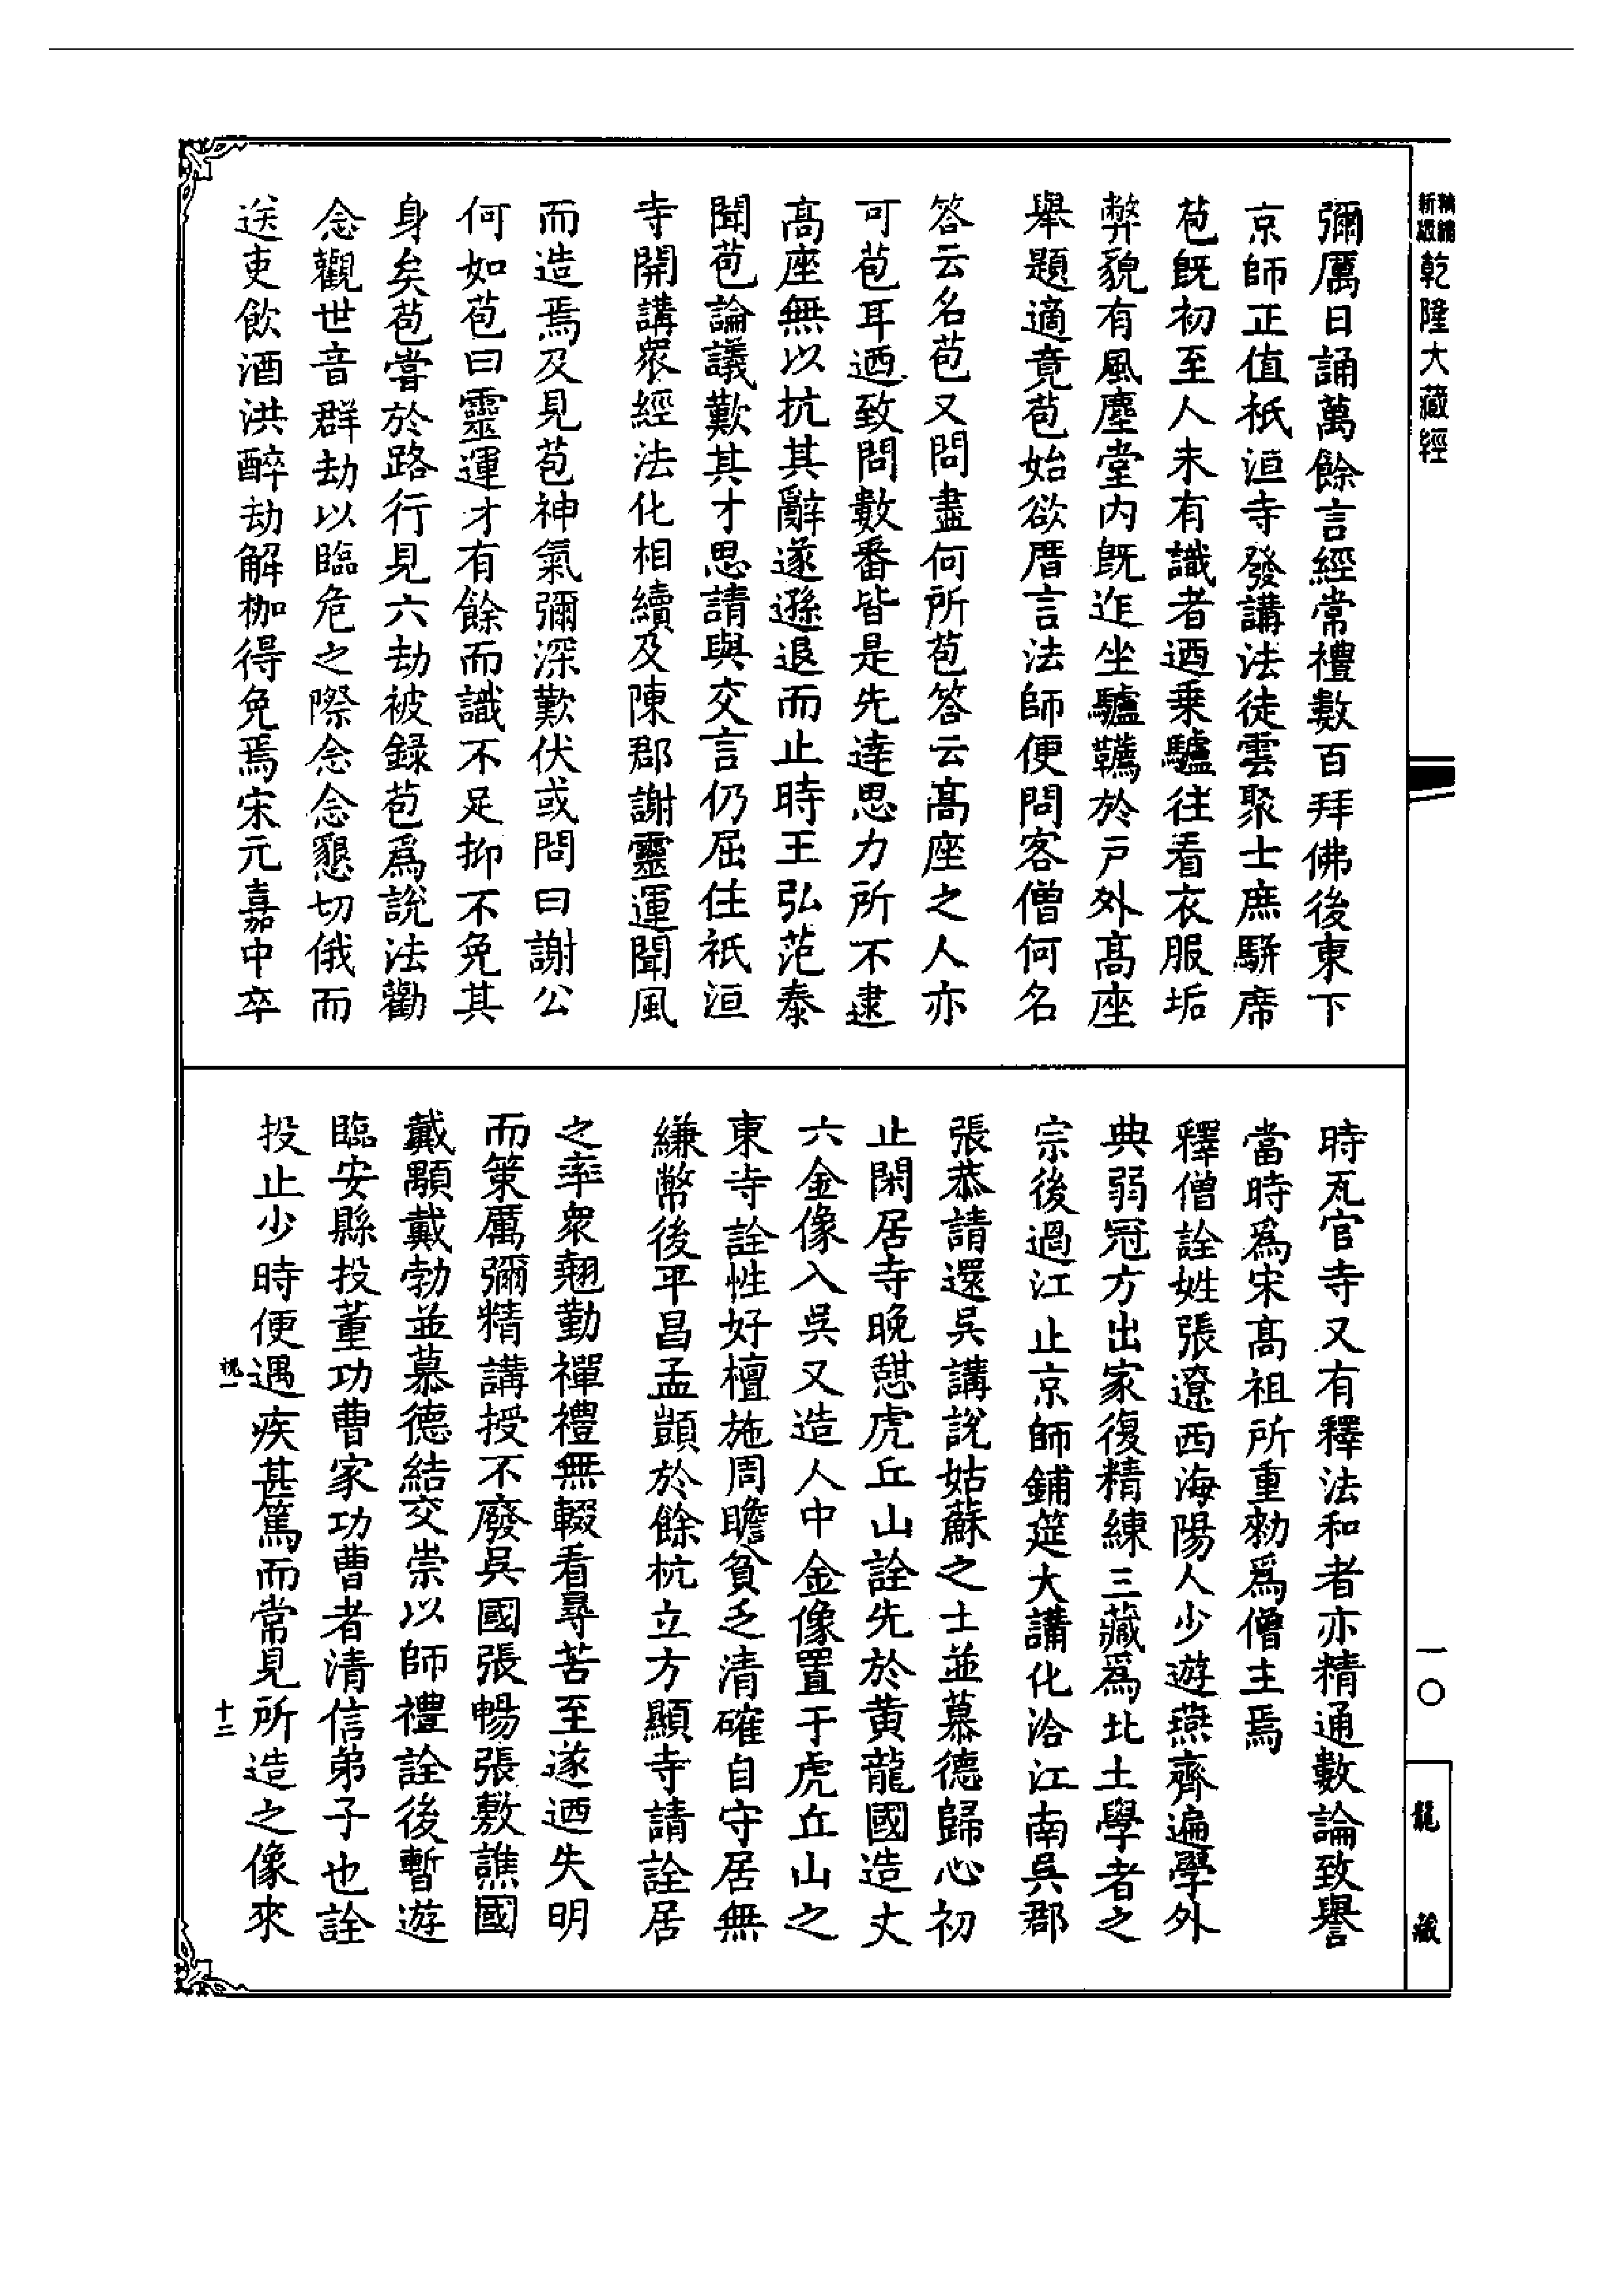 乾隆大藏經
彌厲日誦萬餘言經常禮數百拜佛後東下
京師正值祇洹寺發講法徒雲聚士庶駢席
苞既初至人未有識者迺乗驢往看衣服垢
弊貌有風塵堂内既迮坐驢韉於戸外髙座
舉題適竟苞始欲厝言法師便問客僧何名
答云名苞又問盡何所苞答云髙座之人亦
可苞耳迺致問數番皆是先達思力所不逮
髙座無以抗其辭遂遜退而止時王弘范泰
聞苞論議歎其才思請與交言仍屈住祇洹
寺開講衆經法化相續及陳郡謝靈運聞風
而造焉及見苞神氣彌深歎伏或問曰謝公
何如苞曰靈運才有餘而識不足抑不免其
身矣苞嘗於路行見六劫被録苞爲説法勸
念觀世音群劫以臨危之際念念懇切俄而
送吏飲酒洪醉劫解枷得免焉宋元嘉中卒
時瓦官寺又有釋法和者亦精通數論致譽
當時爲宋髙祖所重勑爲僧主焉
釋僧詮姓張遼西海陽人少遊燕齊遍學外
典弱冠方出家復精練三藏爲北土學者之
宗後過江止京師鋪筵大講化洽江南吳郡
張恭請還吳講説姑蘇之士並慕德歸心初
止閑居寺晚憇虎丘山詮先於黄龍國造丈
六金像入吳又造人中金像置于虎丘山之
東寺詮性好檀施周贍貧乏清確自守居無
縑幣後平昌孟顗於餘杭立方顯寺請詮居
之率衆翹勤禪禮無輟看尋苦至遂迺失明
而策厲彌精講授不廢吳國張暢張敷譙國
戴顒戴勃並慕德結交崇以師禮詮後暫遊
臨安縣投董功曹家功曹者清信弟子也詮
投止少時便遇疾甚篤而常見所造之像來
十二
一〇
龍藏